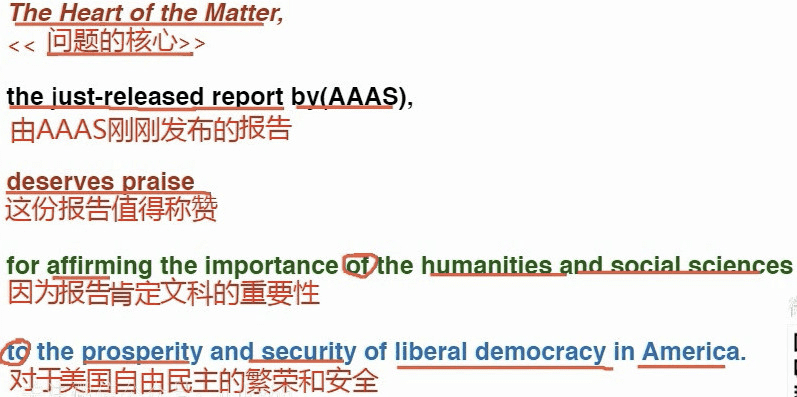 The Heart of the Matter,
<< 问题的核心>>
the just-released report by(AAAS),
由AAAS刚刚发布的报告
deserves praise
这份报告值得称赞
for affirming the importance of the humanities and social sciences
因为报告肯定文科的重要性
to the prosperity and security of liberal democracy in America.
对于美国自由民主的繁荣和安全